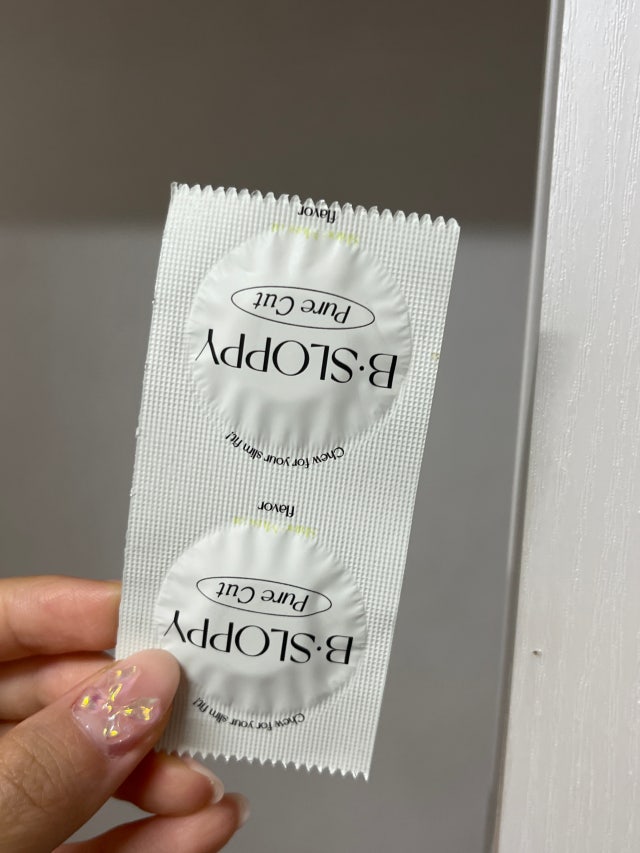 Chew for your slim fit!
B·SLOPPY
Pure Cut
flavor
Chew for your slim fit!
B·SLOPPY
Pure Cut
flavor